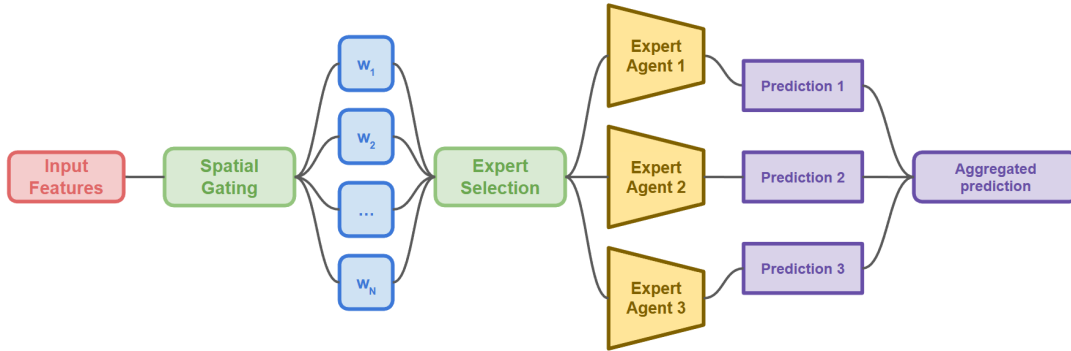 Input
Features
Spatial
Gating
w₁
w₂
...
w_N
Expert
Selection
Expert
Agent 1
Expert
Agent 2
Expert
Agent 3
Prediction 1
Prediction 2
Prediction 3
Aggregated
prediction